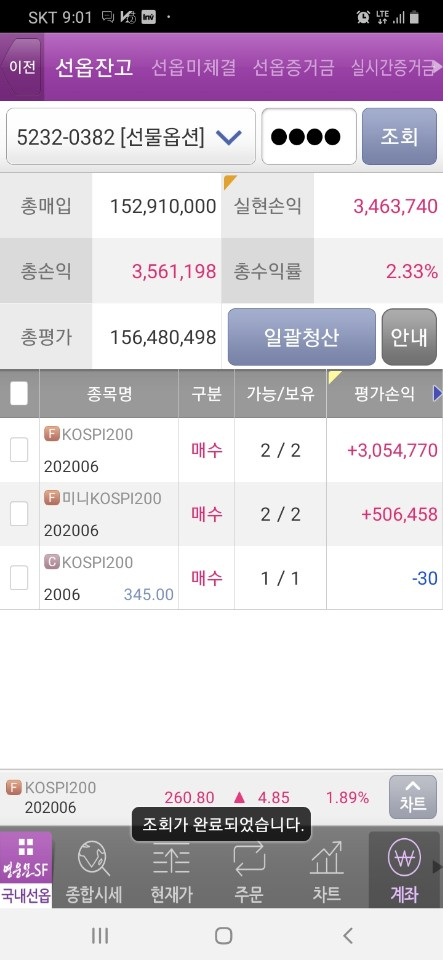 SKT 9:01
LTE
이전 선옵잔고 선옵미체결 선옵증거금 실시간증거금
5232-0382 [선물옵션] ●●●● 조회
총매입 152,910,000 실현손익 3,463,740
총손익 3,561,198 총수익률 2.33%
총평가 156,480,498 일괄청산 안내
종목명 구분 가능/보유 평가손익
F KOSPI200
202006 매수 2 / 2 +3,054,770
F 미니KOSPI200
202006 매수 2 / 2 +506,458
C KOSPI200
2006 345.00 매수 1 / 1 -30
F KOSPI200
202006 260.80 ▲ 4.85 1.89% 차트
조회가 완료되었습니다.
영웅문SF
국내선옵 종합시세 현재가 주문 차트 계좌